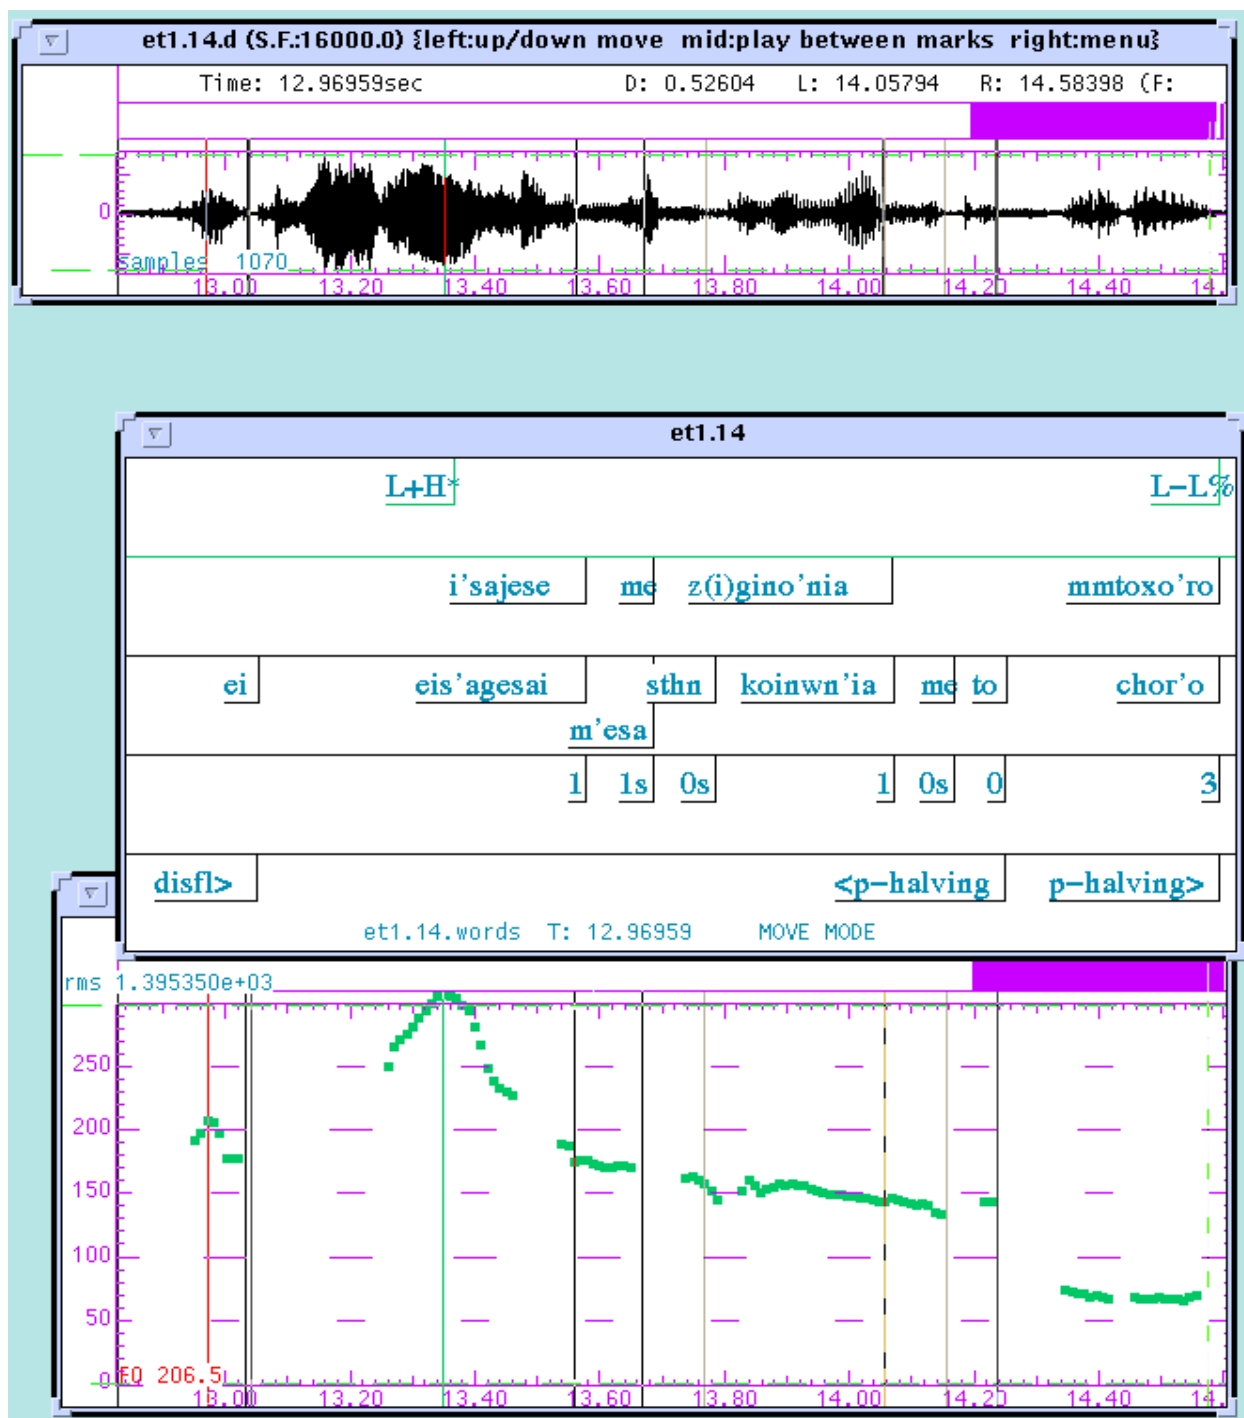 et1.14.d (S.F.:16000.0) {left:up/down move mid:play between marks right:menu}
Time: 12.96959sec D: 0.52604 L: 14.05794 R: 14.58398 (F:
0
samples 1070
13.00 13.20 13.40 13.60 13.80 14.00 14.20 14.40 14.
et1.14
L+H* L-L%
i'sajese me z(i)gino'nia mmtoxo'ro
ei eis'agesai sthn koinwn'ia me to chor'o
m'esa
1 1s 0s 1 0s 0 3
disfl> <p-halving p-halving>
et1.14.words T: 12.96959 MOVE MODE
rms 1.395350e+03
250
200
150
100
50
0
F0 206.5
13.00 13.20 13.40 13.60 13.80 14.00 14.20 14.40 14.